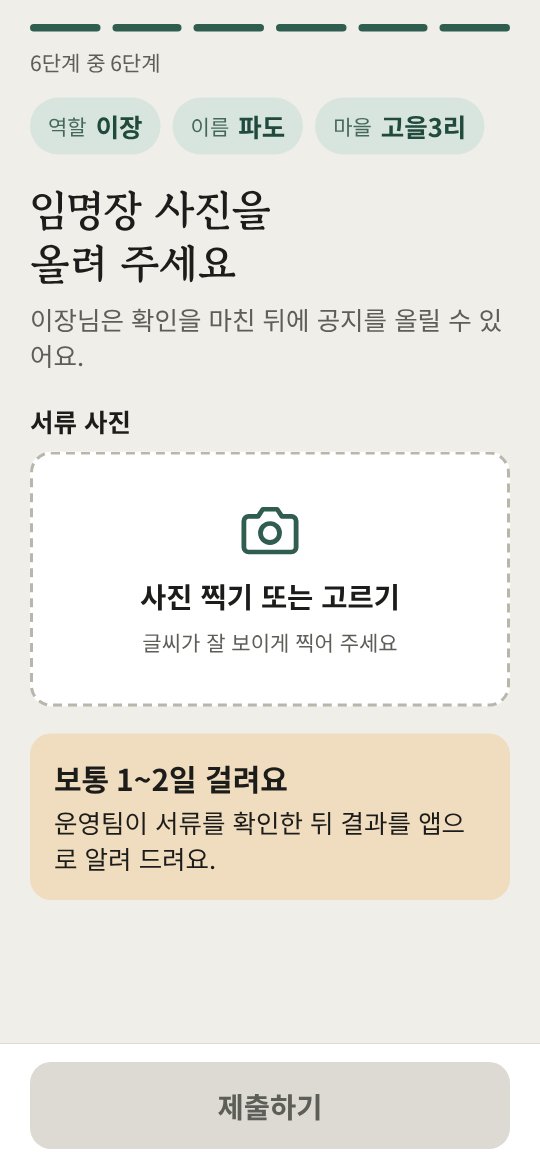 6단계 중 6단계
역할 이장 이름 파도 마을 고을3리
임명장 사진을
올려 주세요
이장님은 확인을 마친 뒤에 공지를 올릴 수 있
어요.
서류 사진
사진 찍기 또는 고르기
글씨가 잘 보이게 찍어 주세요
보통 1~2일 걸려요
운영팀이 서류를 확인한 뒤 결과를 앱으
로 알려 드려요.
제출하기